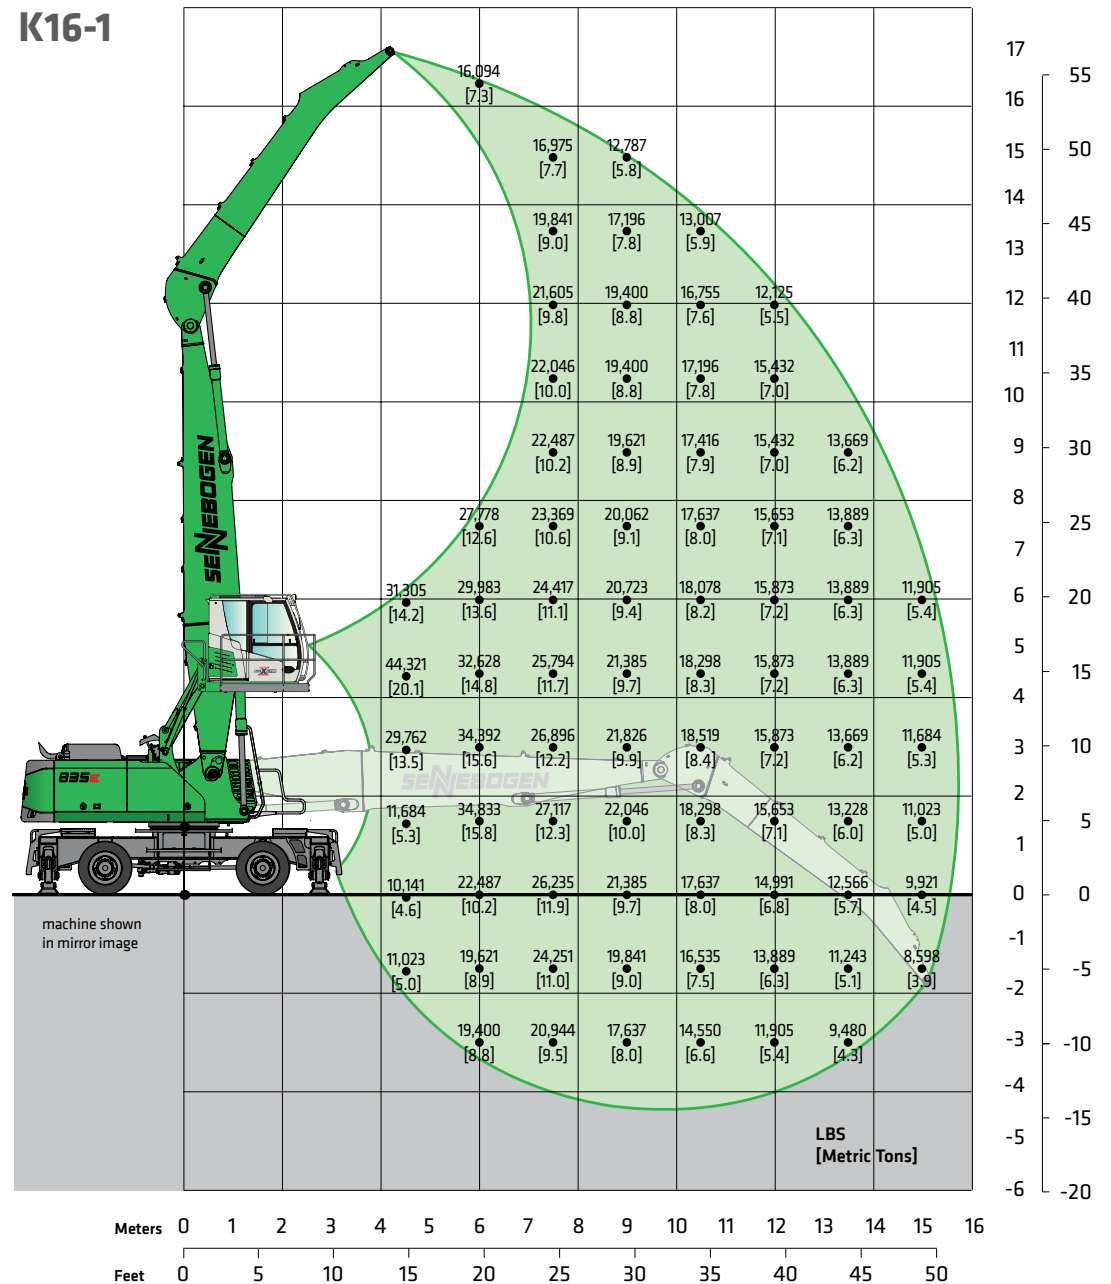 K16-1
17
55
16,094
[7.3]
16
16,975 12,787
[7.7] [5.8]
15
50
14
19,841 17,196 13,007
[9.0] [7.8] [5.9]
45
13
21,605 19,400 16,755 12,125
[9.8] [8.8] [7.6] [5.5]
12
40
11
22,046 19,400 17,196 15,432
[10.0] [8.8] [7.8] [7.0]
35
10
22,487 19,621 17,416 15,432 13,669
[10.2] [8.9] [7.9] [7.0] [6.2]
9
30
8
27,778 23,369 20,062 17,637 15,653 13,889
[12.6] [10.6] [9.1] [8.0] [7.1] [6.3]
25
7
SENNEBOGEN
31,305 29,983 24,417 20,723 18,078 15,873 13,889 11,905
[14.2] [13.6] [11.1] [9.4] [8.2] [7.2] [6.3] [5.4]
6
20
5
44,321 32,628 25,794 21,385 18,298 15,873 13,889 11,905
[20.1] [14.8] [11.7] [9.7] [8.3] [7.2] [6.3] [5.4]
15
4
29,762 34,392 26,896 21,826 18,519 15,873 13,669 11,684
[13.5] [15.6] [12.2] [9.9] [8.4] [7.2] [6.2] [5.3]
3
10
835E
SENNEBOGEN
2
11,684 34,833 27,117 22,046 18,298 15,653 13,228 11,023
[5.3] [15.8] [12.3] [10.0] [8.3] [7.1] [6.0] [5.0]
5
1
10,141 22,487 26,235 21,385 17,637 14,991 12,566 9,921
[4.6] [10.2] [11.9] [9.7] [8.0] [6.8] [5.7] [4.5]
0
0
machine shown
in mirror image
-1
11,023 19,621 24,251 19,841 16,535 13,889 11,243 8,598
[5.0] [8.9] [11.0] [9.0] [7.5] [6.3] [5.1] [3.9]
-5
-2
19,400 20,944 17,637 14,550 11,905 9,480
[8.8] [9.5] [8.0] [6.6] [5.4] [4.3]
-3
-10
-4
-15
LBS
[Metric Tons]
-5
-6
-20
Meters 0 1 2 3 4 5 6 7 8 9 10 11 12 13 14 15 16
Feet 0 5 10 15 20 25 30 35 40 45 50